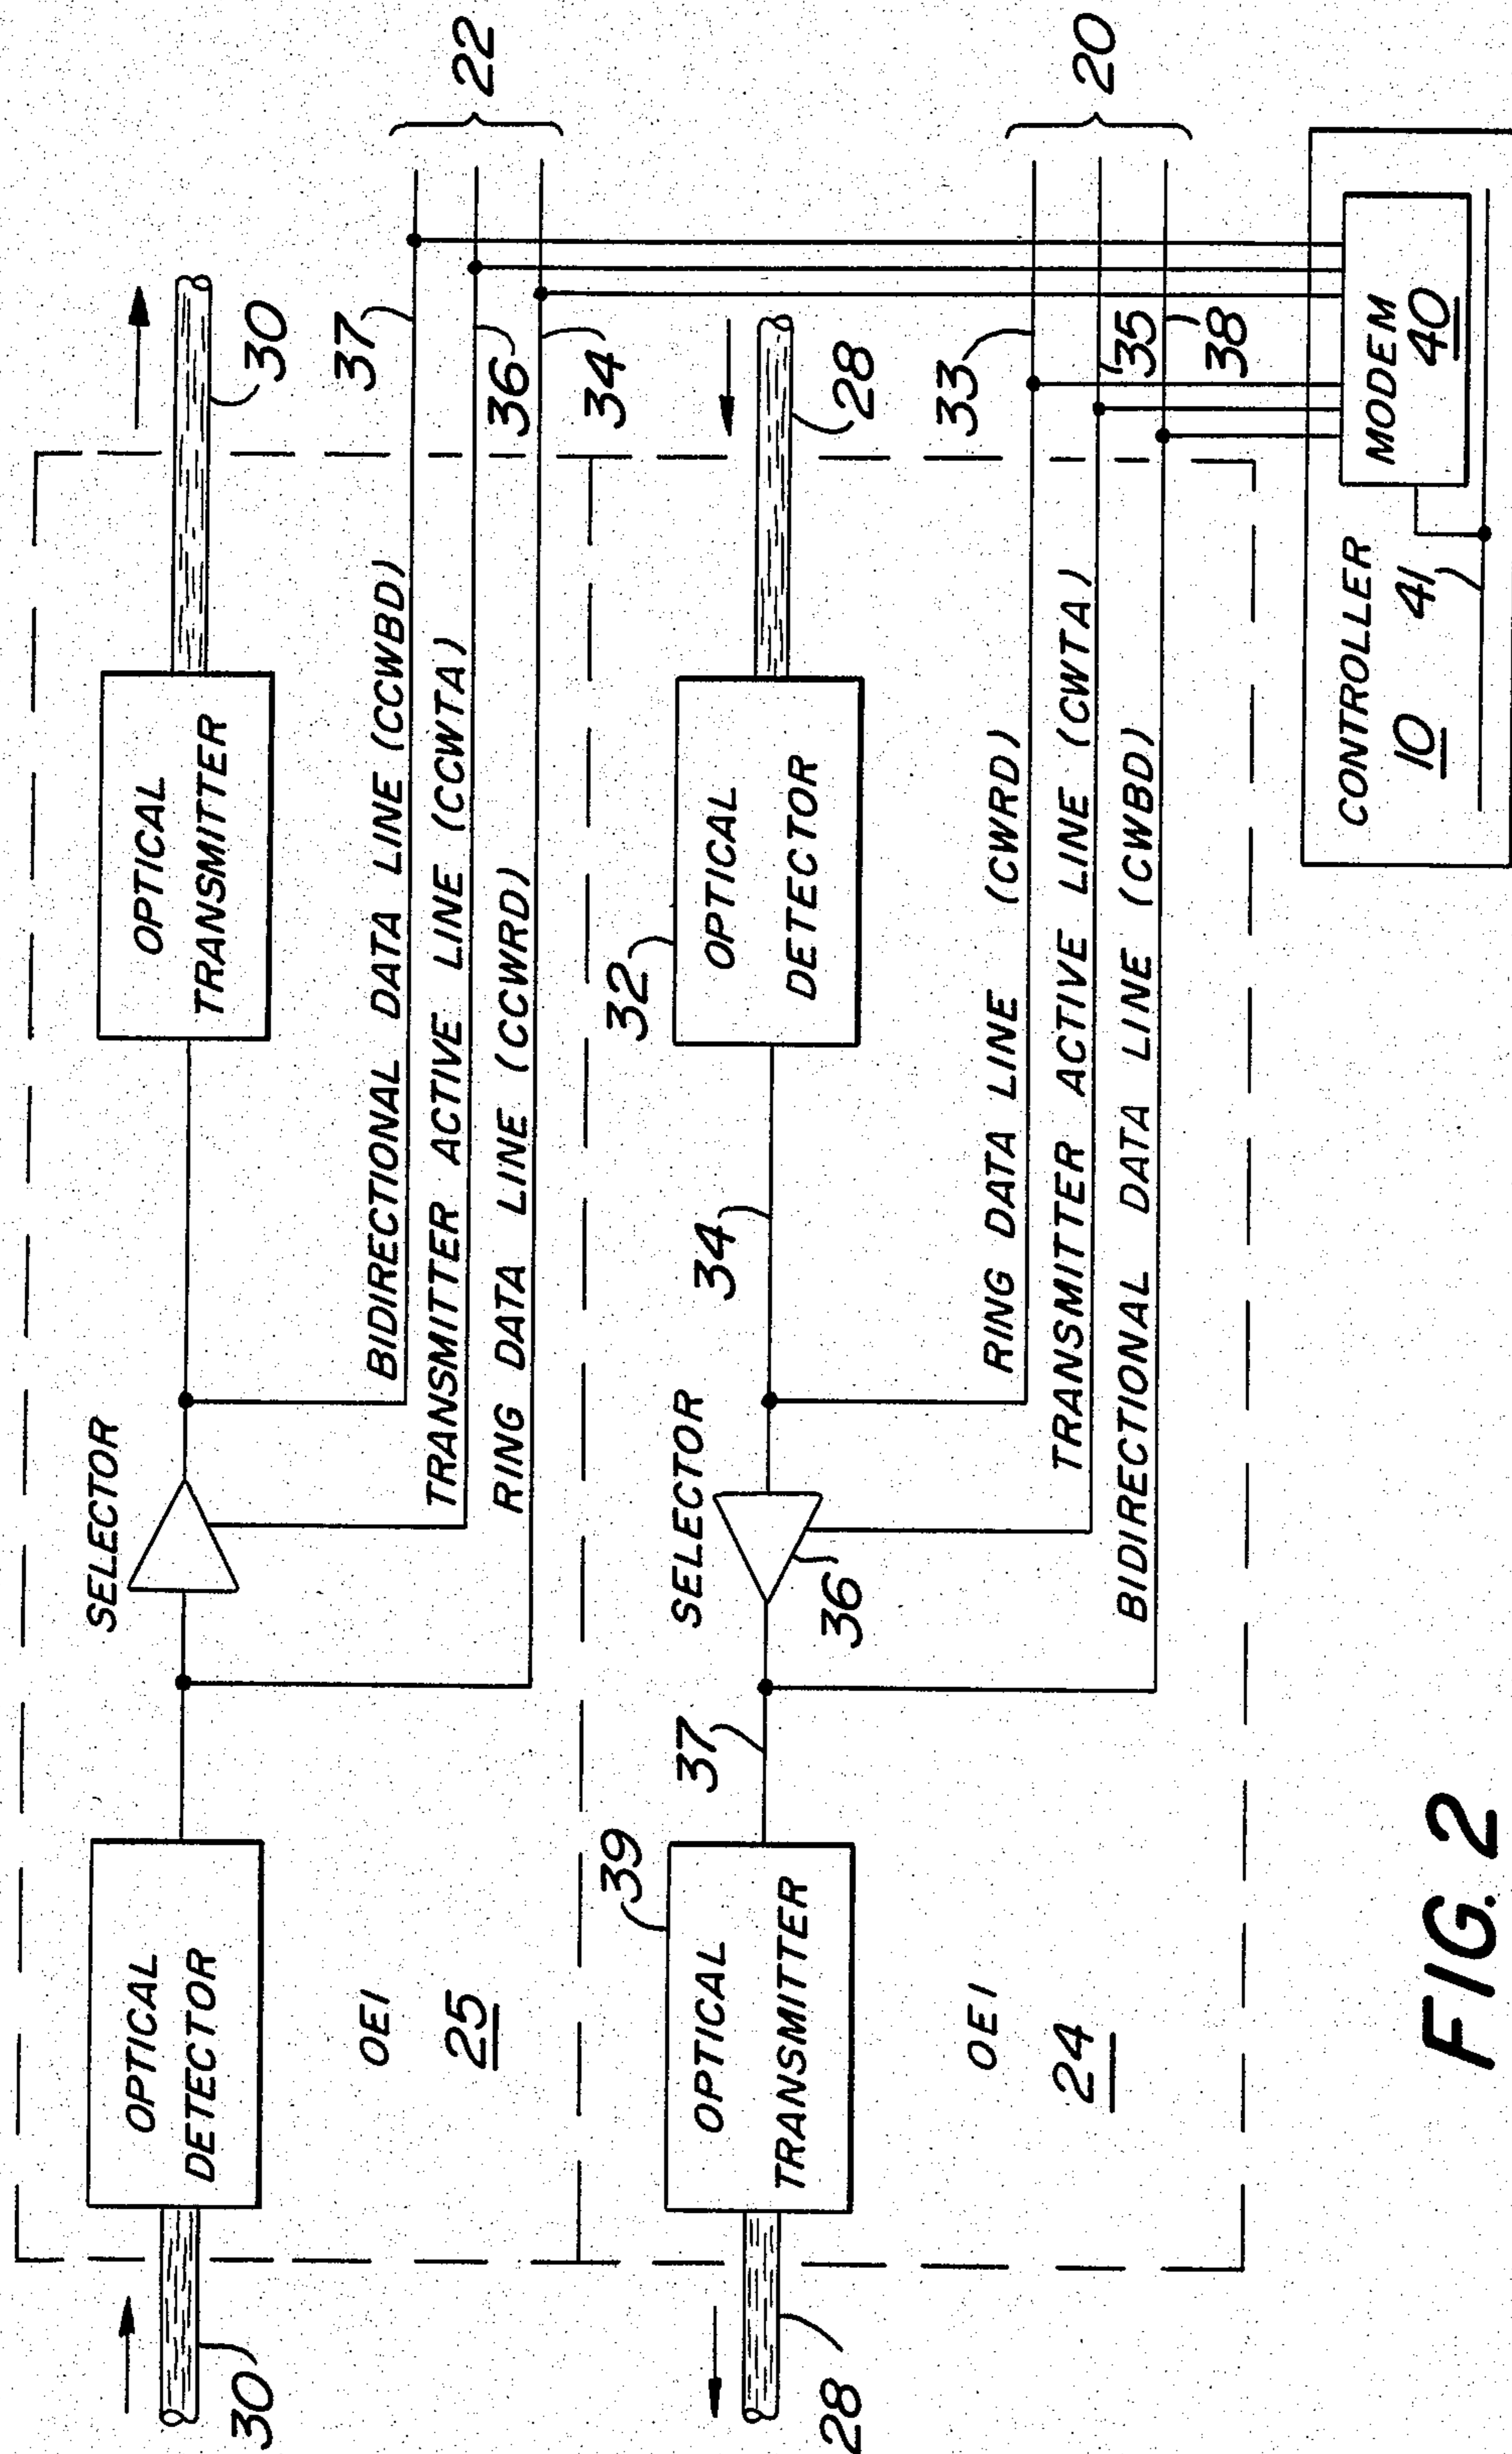 30
OPTICAL
DETECTOR
SELECTOR
OPTICAL
TRANSMITTER
30
BIDIRECTIONAL DATA LINE (CCWBD)
37
TRANSMITTER ACTIVE LINE (CCWTA)
36
RING DATA LINE (CCWRD)
34
22
OEI
25
28
39
OPTICAL
TRANSMITTER
37
SELECTOR
36
34
32
OPTICAL
DETECTOR
28
RING DATA LINE (CWRD)
33
TRANSMITTER ACTIVE LINE (CWTA)
35
BIDIRECTIONAL DATA LINE (CWBD)
38
20
OEI
24
CONTROLLER
10
41
MODEM
40
FIG. 2